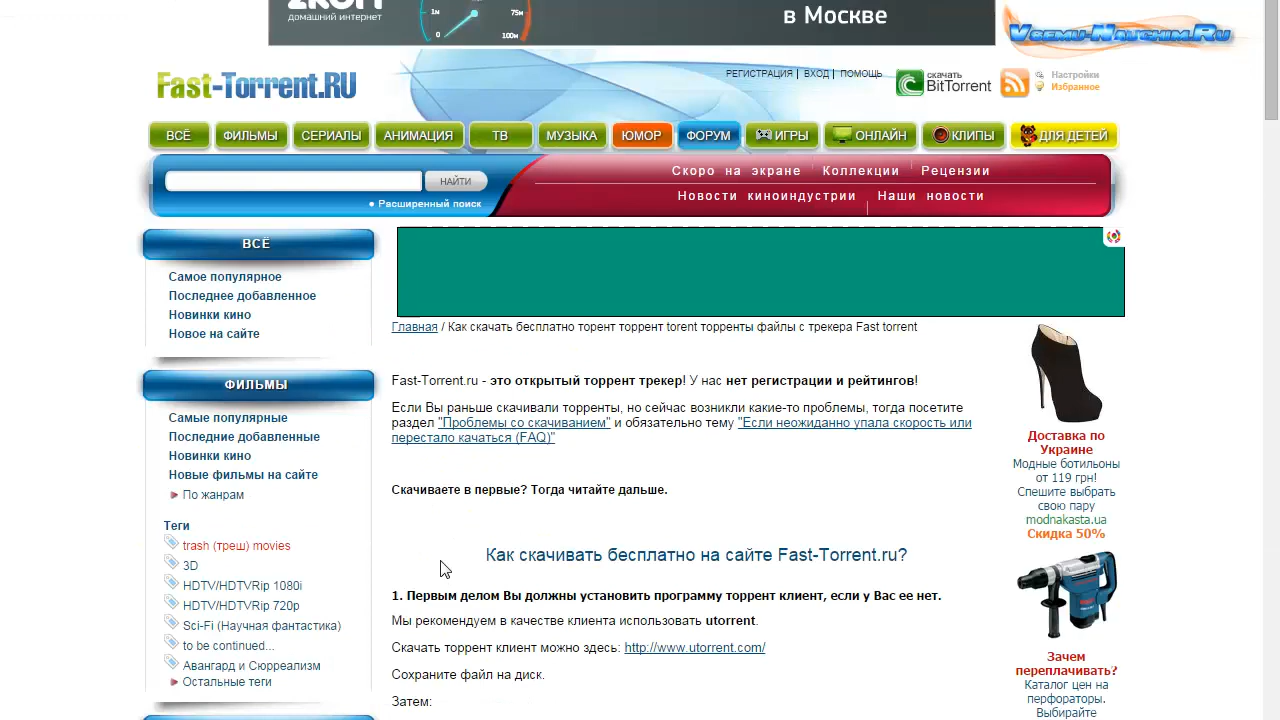 2КОМ
домашний интернет
1м
0
75м
100м
в Москве
Vsemu-Nauchim.Ru
Fast-Torrent.RU
РЕГИСТРАЦИЯ | ВХОД | ПОМОЩЬ
скачать
BitTorrent
Настройки
Избранное
ВСЁ
ФИЛЬМЫ
СЕРИАЛЫ
АНИМАЦИЯ
ТВ
МУЗЫКА
ЮМОР
ФОРУМ
ИГРЫ
ОНЛАЙН
КЛИПЫ
ДЛЯ ДЕТЕЙ
НАЙТИ
Расширенный поиск
Скоро на экране
Коллекции
Рецензии
Новости киноиндустрии
Наши новости
ВСЁ
Самое популярное
Последнее добавленное
Новинки кино
Новое на сайте
ФИЛЬМЫ
Самые популярные
Последние добавленные
Новинки кино
Новые фильмы на сайте
По жанрам
Теги
trash (треш) movies
3D
HDTV/HDTVRip 1080i
HDTV/HDTVRip 720p
Sci-Fi (Научная фантастика)
to be continued...
Авангард и Сюрреализм
Остальные теги
Главная / Как скачать бесплатно торент торрент torent торренты файлы с трекера Fast torrent
Fast-Torrent.ru - это открытый торрент трекер! У нас нет регистрации и рейтингов!
Если Вы раньше скачивали торренты, но сейчас возникли какие-то проблемы, тогда посетите
раздел "Проблемы со скачиванием" и обязательно тему "Если неожиданно упала скорость или
перестало качаться (FAQ)"
Скачиваете в первые? Тогда читайте дальше.
Как скачивать бесплатно на сайте Fast-Torrent.ru?
1. Первым делом Вы должны установить программу торрент клиент, если у Вас ее нет.
Мы рекомендуем в качестве клиента использовать utorrent.
Скачать торрент клиент можно здесь: http://www.utorrent.com/
Сохраните файл на диск.
Затем:
Доставка по
Украине
Модные ботильоны
от 119 грн!
Спешите выбрать
свою пару
modnakasta.ua
Скидка 50%
Зачем
переплачивать?
Каталог цен на
перфораторы.
Выбирайте